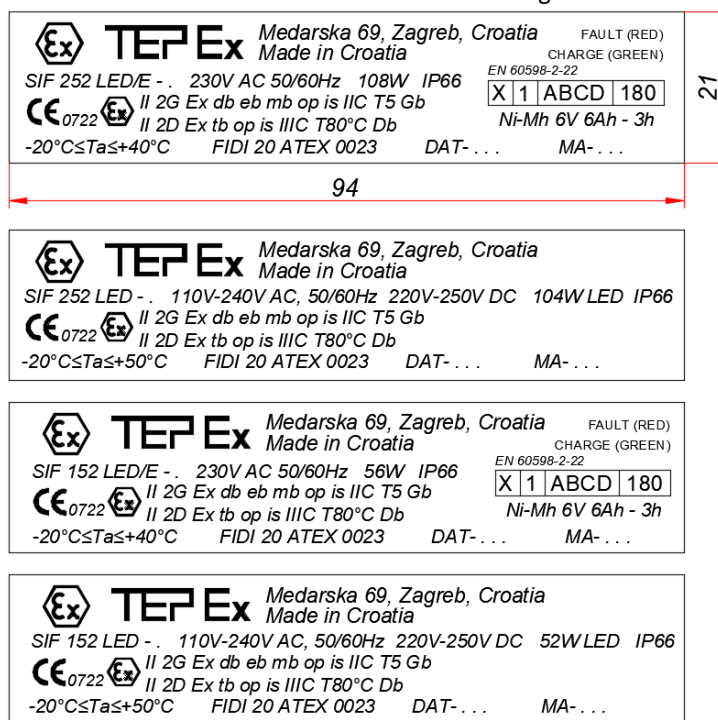 Ex TEP Ex Medarska 69, Zagreb, Croatia FAULT (RED)
Made in Croatia CHARGE (GREEN)
SIF 252 LED/E - . 230V AC 50/60Hz 108W IP66 EN 60598-2-22
X 1 ABCD 180
CE 0722 Ex II 2G Ex db eb mb op is IIC T5 Gb
II 2D Ex tb op is IIIC T80°C Db Ni-Mh 6V 6Ah - 3h
-20°C≤Ta≤+40°C FIDI 20 ATEX 0023 DAT- . . . MA- . . .
21
94
Ex TEP Ex Medarska 69, Zagreb, Croatia
Made in Croatia
SIF 252 LED - . 110V-240V AC, 50/60Hz 220V-250V DC 104W LED IP66
CE 0722 Ex II 2G Ex db eb mb op is IIC T5 Gb
II 2D Ex tb op is IIIC T80°C Db
-20°C≤Ta≤+50°C FIDI 20 ATEX 0023 DAT- . . . MA- . . .
Ex TEP Ex Medarska 69, Zagreb, Croatia FAULT (RED)
Made in Croatia CHARGE (GREEN)
SIF 152 LED/E - . 230V AC 50/60Hz 56W IP66 EN 60598-2-22
X 1 ABCD 180
CE 0722 Ex II 2G Ex db eb mb op is IIC T5 Gb
II 2D Ex tb op is IIIC T80°C Db Ni-Mh 6V 6Ah - 3h
-20°C≤Ta≤+40°C FIDI 20 ATEX 0023 DAT- . . . MA- . . .
Ex TEP Ex Medarska 69, Zagreb, Croatia
Made in Croatia
SIF 152 LED - . 110V-240V AC, 50/60Hz 220V-250V DC 52W LED IP66
CE 0722 Ex II 2G Ex db eb mb op is IIC T5 Gb
II 2D Ex tb op is IIIC T80°C Db
-20°C≤Ta≤+50°C FIDI 20 ATEX 0023 DAT- . . . MA- . . .